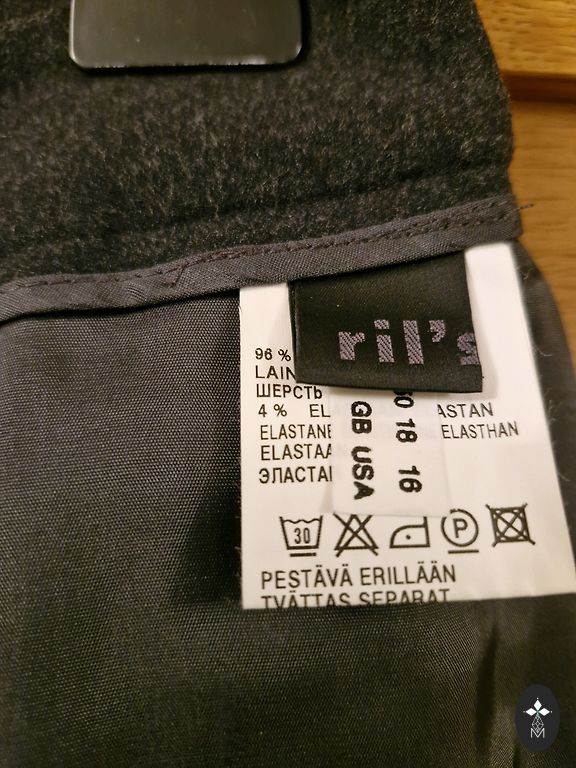 ril's
96 %
LAIN
ШЕРСТЬ
4 % EL ASTAN
ELASTANE ELASTHAN
ELASTAA
ЭЛАСТАН
GB 18
USA 16
30
P
PESTÄVÄ ERILLÄÄN
TVÄTTAS SEPARAT
M